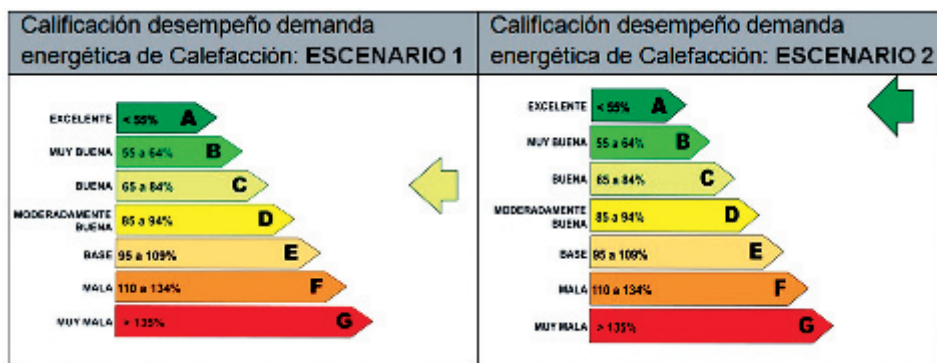 Calificación desempeño demanda
energética de Calefacción: ESCENARIO 1
EXCELENTE < 55% A
MUY BUENA 55 a 64% B
BUENA 65 a 84% C
MODERADAMENTE
BUENA 85 a 94% D
BASE 95 a 109% E
MALA 110 a 134% F
MUY MALA > 135% G
Calificación desempeño demanda
energética de Calefacción: ESCENARIO 2
EXCELENTE < 55% A
MUY BUENA 55 a 64% B
BUENA 65 a 84% C
MODERADAMENTE
BUENA 85 a 94% D
BASE 95 a 109% E
MALA 110 a 134% F
MUY MALA > 135% G